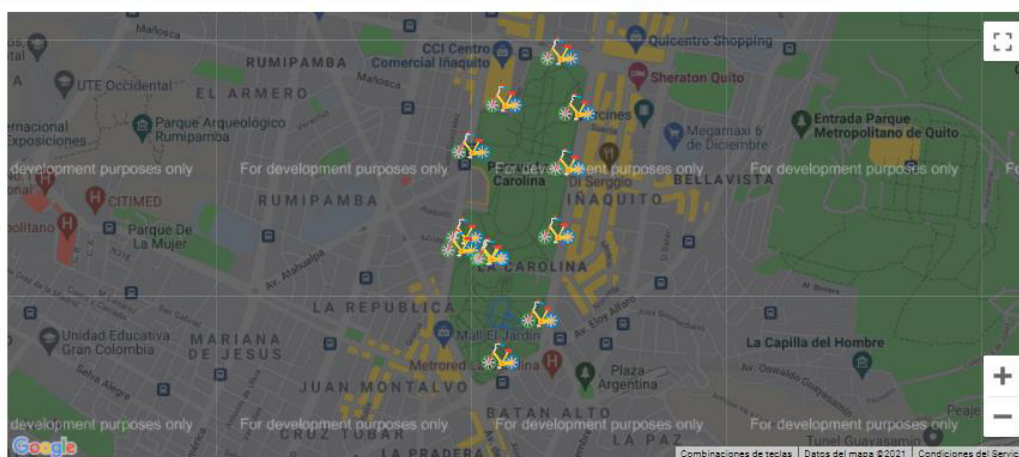 Mañosca
CCI Centro
Comercial Iñaquito
Quicentro Shopping
RUMIPAMBA
Mañosca
Sheraton Quito
UTE Occidental
EL ARMERO
Parque Arqueológico
Rumipamba
Megamaxi 6
de Diciembre
Entrada Parque
Metropolitano de Quito
Exposiciones
development purposes only
For development purposes only
For development purposes only
For development purposes only
Carolina
Di Serggio
BELLAVISTA
CITIMED
RUMIPAMBA
IÑAQUITO
Parque De
La Mujer
Av. Atahualpa
LA CAROLINA
LA REPUBLICA
Av. Eloy Alfaro
Unidad Educativa
Gran Colombia
MARIANA
DE JESUS
Mall El Jardín
La Capilla del Hombre
Selva Alegre
JUAN MONTALVO
Plaza
Argentina
Av. Oswaldo Guayasamín
BATAN ALTO
Peaje
development purposes only
For development purposes only
For development purposes only
For development purposes only
CRUZ TOBAR
LA PAZ
Tunel Guayasamin
LA PRADERA
Google
Combinaciones de teclas
Datos del mapa ©2021
Condiciones del Servic